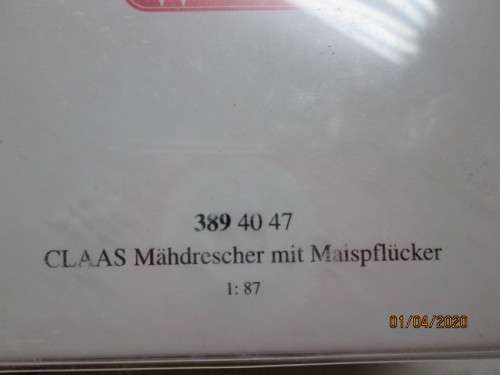 389 40 47
CLAAS Mähdrescher mit Maispflücker
1: 87
01/04/2020